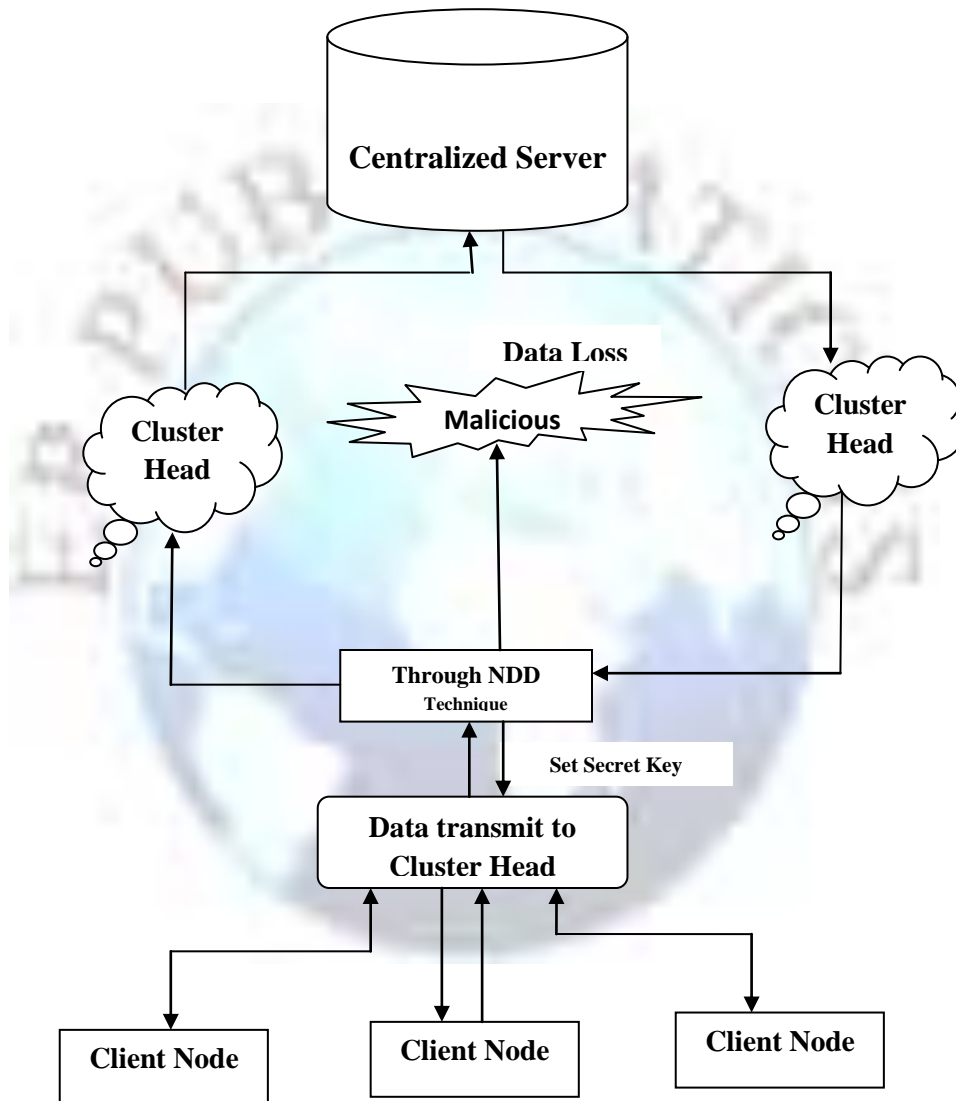 Centralized Server
Data Loss
Malicious
Cluster
Head
Cluster
Head
Through NDD
Technique
Set Secret Key
Data transmit to
Cluster Head
Client Node
Client Node
Client Node